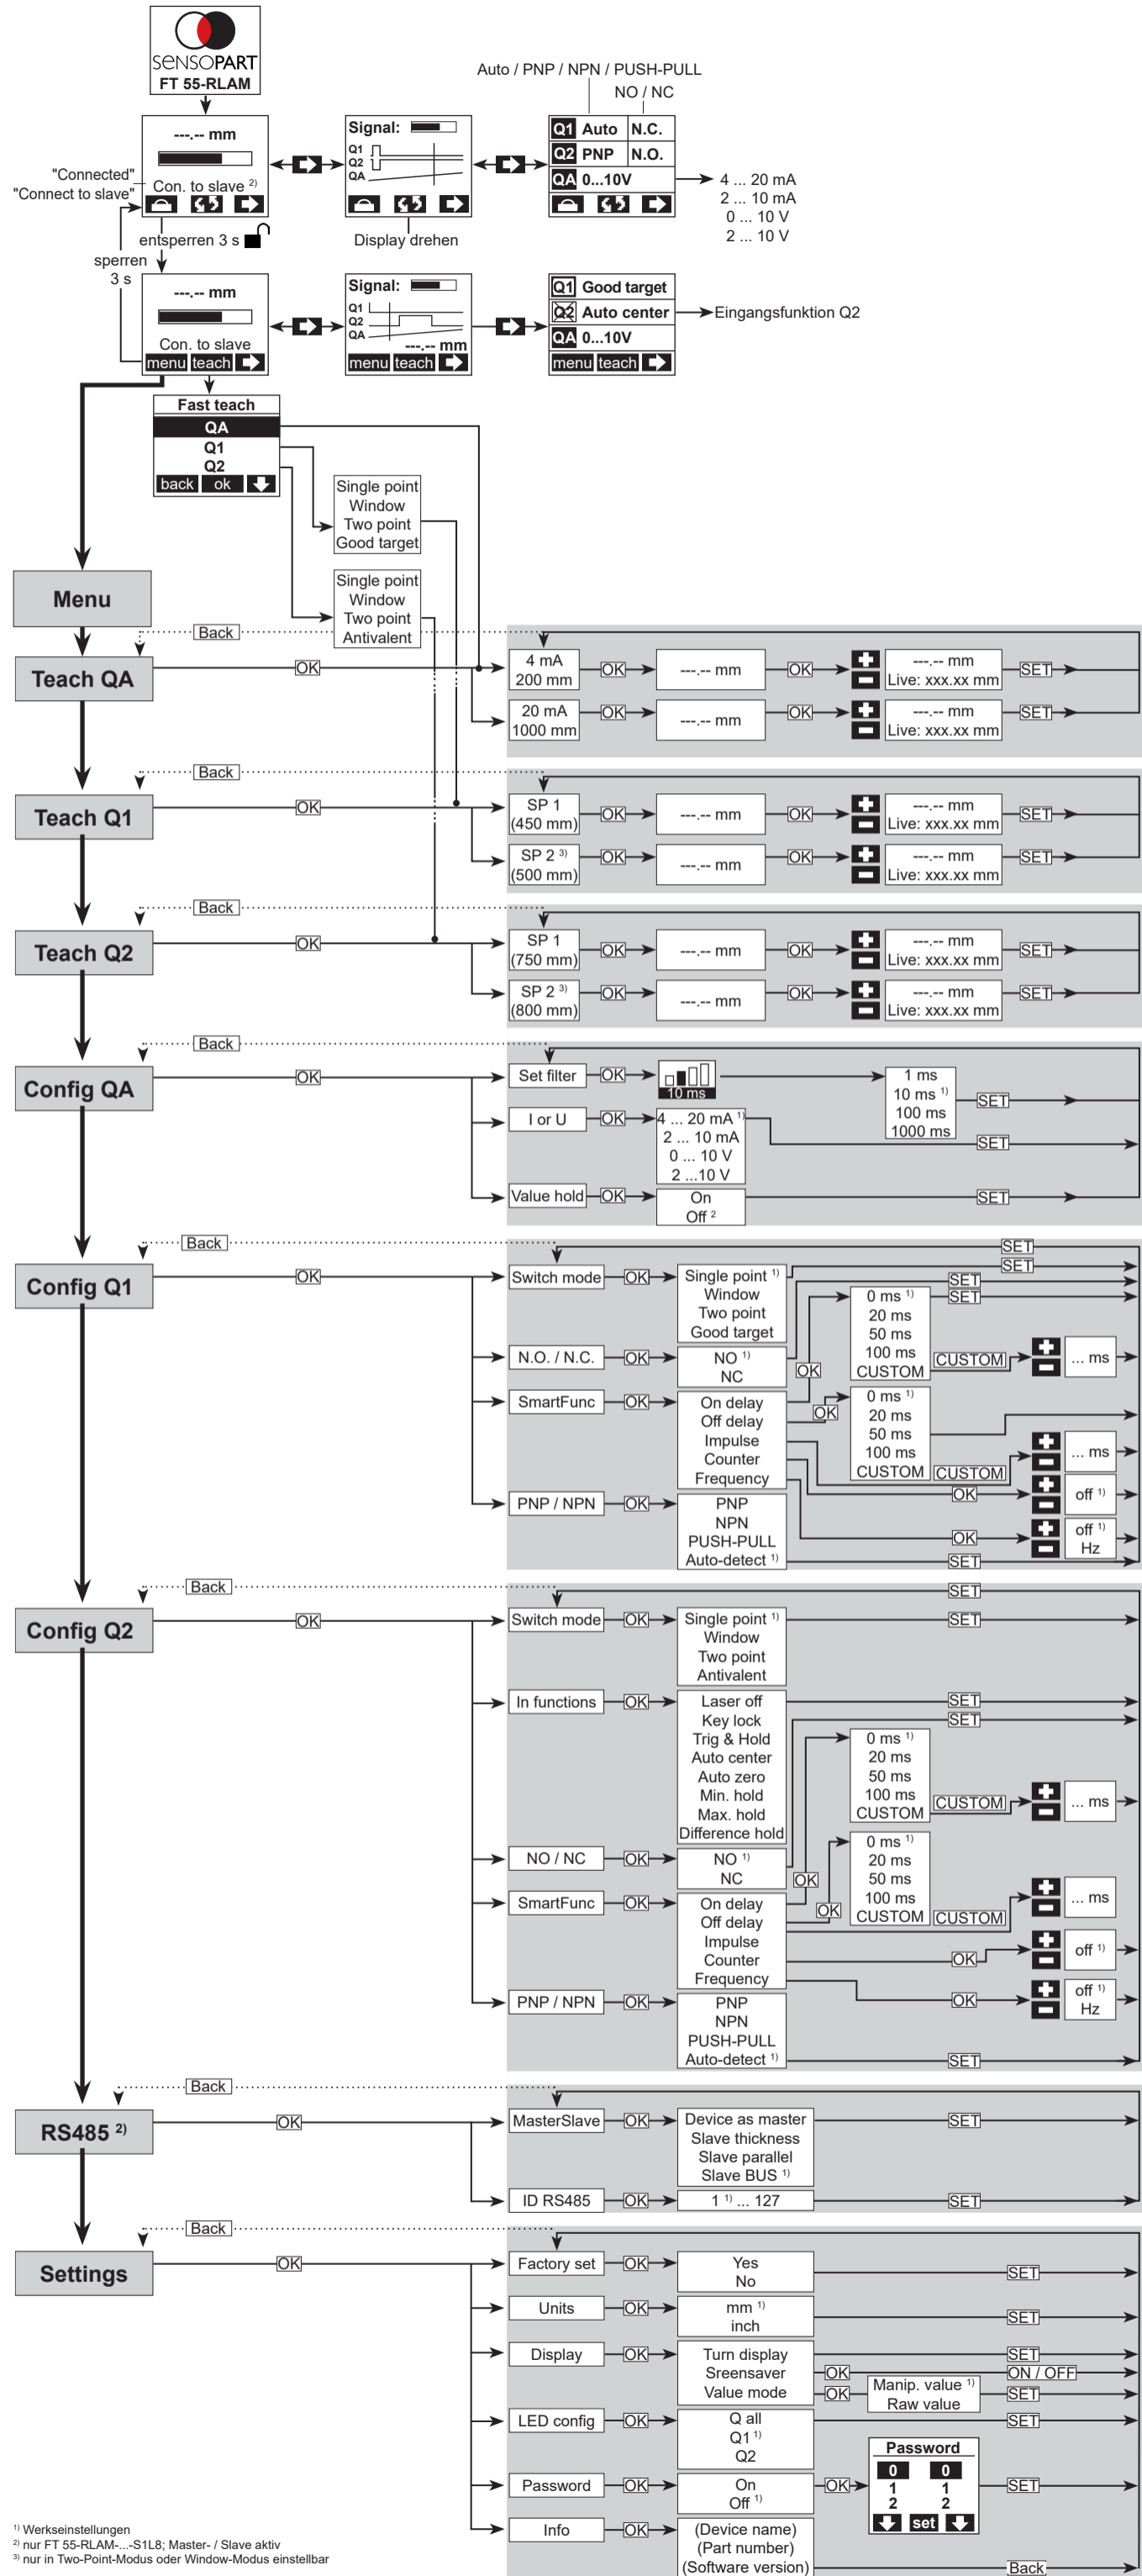 SENSOPART
FT 55-RLAM
Auto / PNP / NPN / PUSH-PULL
NO / NC
---.-- mm
"Connected"
"Connect to slave"
Con. to slave 2)
Signal:
Q1
Q2
QA
Q1 Auto N.C.
Q2 PNP N.O.
QA 0...10V
4 ... 20 mA
2 ... 10 mA
0 ... 10 V
2 ... 10 V
entsperren 3 s
Display drehen
sperren
3 s
---.-- mm
Con. to slave
menu teach
Signal:
Q1
Q2
QA
---.-- mm
menu teach
Q1 Good target
Q2 Auto center
QA 0...10V
menu teach
Eingangsfunktion Q2
Fast teach
QA
Q1
Q2
back ok
Single point
Window
Two point
Good target
Single point
Window
Two point
Antivalent
Menu
Back
Teach QA
OK
4 mA
200 mm
OK
---.-- mm
OK
---.-- mm
Live: xxx.xx mm
SET
20 mA
1000 mm
OK
---.-- mm
OK
---.-- mm
Live: xxx.xx mm
SET
Back
Teach Q1
OK
SP 1
(450 mm)
OK
---.-- mm
OK
---.-- mm
Live: xxx.xx mm
SET
SP 2 3)
(500 mm)
OK
---.-- mm
OK
---.-- mm
Live: xxx.xx mm
SET
Back
Teach Q2
OK
SP 1
(750 mm)
OK
---.-- mm
OK
---.-- mm
Live: xxx.xx mm
SET
SP 2 3)
(800 mm)
OK
---.-- mm
OK
---.-- mm
Live: xxx.xx mm
SET
Back
Config QA
OK
Set filter
OK
10 ms
1 ms
10 ms 1)
100 ms
1000 ms
SET
I or U
OK
4 ... 20 mA 1)
2 ... 10 mA
0 ... 10 V
2 ...10 V
SET
Value hold
OK
On
Off 2
SET
Back
Config Q1
OK
SET
SET
SET
SET
Switch mode
OK
Single point 1)
Window
Two point
Good target
N.O. / N.C.
OK
NO 1)
NC
OK
0 ms 1)
20 ms
50 ms
100 ms
CUSTOM
CUSTOM
... ms
SmartFunc
OK
On delay
Off delay
Impulse
Counter
Frequency
OK
0 ms 1)
20 ms
50 ms
100 ms
CUSTOM
CUSTOM
... ms
OK
off 1)
OK
off 1)
Hz
PNP / NPN
OK
PNP
NPN
PUSH-PULL
Auto-detect 1)
SET
Back
Config Q2
OK
SET
Switch mode
OK
Single point 1)
Window
Two point
Antivalent
SET
In functions
OK
Laser off
Key lock
Trig & Hold
Auto center
Auto zero
Min. hold
Max. hold
Difference hold
SET
SET
0 ms 1)
20 ms
50 ms
100 ms
CUSTOM
CUSTOM
... ms
NO / NC
OK
NO 1)
NC
OK
0 ms 1)
20 ms
50 ms
100 ms
CUSTOM
CUSTOM
... ms
SmartFunc
OK
On delay
Off delay
Impulse
Counter
Frequency
OK
OK
off 1)
OK
off 1)
Hz
PNP / NPN
OK
PNP
NPN
PUSH-PULL
Auto-detect 1)
SET
Back
RS485 2)
OK
MasterSlave
OK
Device as master
Slave thickness
Slave parallel
Slave BUS 1)
SET
ID RS485
OK
1 1) ... 127
SET
Back
Settings
OK
Factory set
OK
Yes
No
SET
Units
OK
mm 1)
inch
SET
Display
OK
Turn display
Sreensaver
Value mode
SET
OK
ON / OFF
OK
Manip. value 1)
Raw value
SET
LED config
OK
Q all
Q1 1)
Q2
SET
Password
OK
On
Off 1)
OK
Password
0 0
1 1
2 2
set
SET
Info
OK
(Device name)
(Part number)
(Software version)
Back
1) Werkseinstellungen
2) nur FT 55-RLAM-...-S1L8; Master- / Slave aktiv
3) nur in Two-Point-Modus oder Window-Modus einstellbar